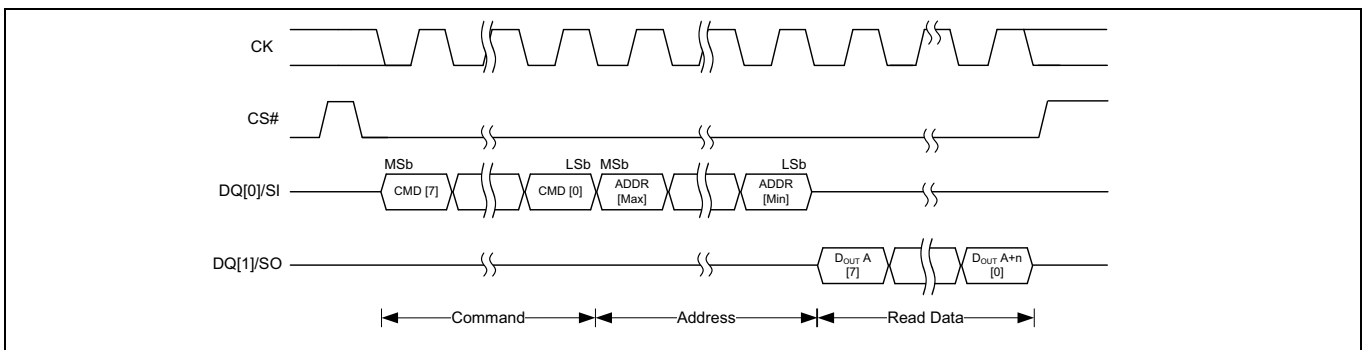 CK
CS#
MSb LSb MSb LSb
DQ[0]/SI CMD [7] CMD [0] ADDR [Max] ADDR [Min]
DQ[1]/SO DOUT A [7] DOUT A+n [0]
Command Address Read Data